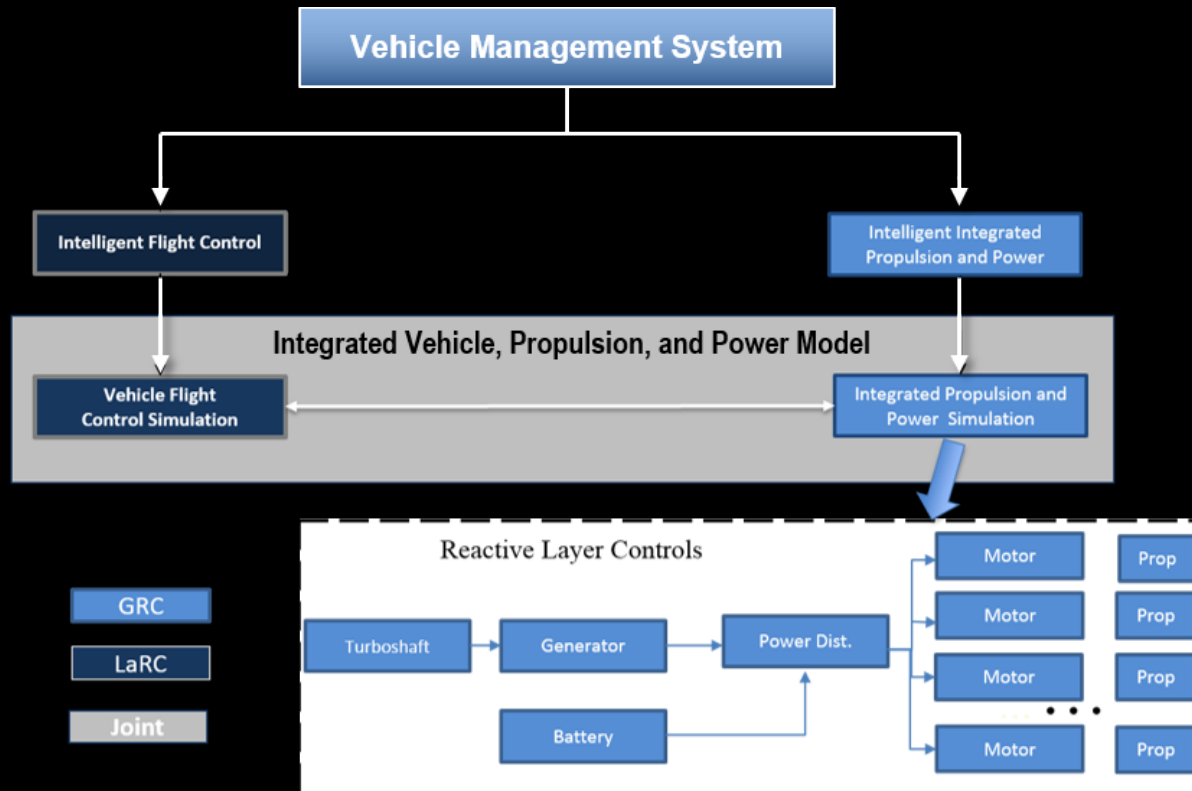 Vehicle Management System
Intelligent Flight Control
Intelligent Integrated
Propulsion and Power
Integrated Vehicle, Propulsion, and Power Model
Vehicle Flight
Control Simulation
Integrated Propulsion and
Power Simulation
Reactive Layer Controls
GRC
LaRC
Joint
Turboshaft
Generator
Battery
Power Dist.
Motor
Prop
Motor
Prop
Motor
Prop
• • •
Motor
Prop